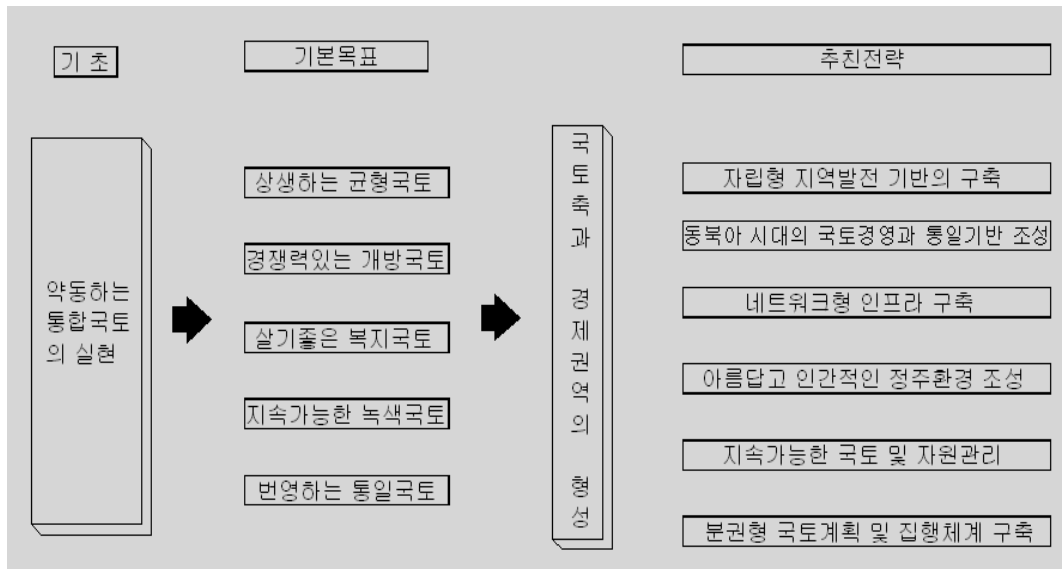 기 초
기본목표
추친전략
약동하는
통합국토
의 실현
상생하는 균형국토
경쟁력있는 개방국토
살기좋은 복지국토
지속가능한 녹색국토
번영하는 통일국토
국토축과 경제권역의 형성
자립형 지역발전 기반의 구축
동북아 시대의 국토경영과 통일기반 조성
네트워크형 인프라 구축
아름답고 인간적인 정주환경 조성
지속가능한 국토 및 자원관리
분권형 국토계획 및 집행체계 구축